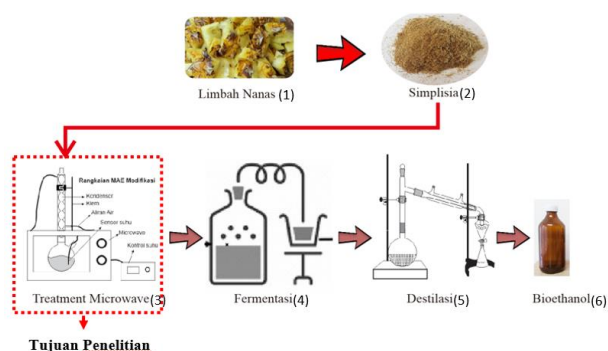 Limbah Nanas (1)
Simplisia(2)
Rangkaian MAE Modifikasi
Kondensor
Klem
Aliran Air
Sensor suhu
Microwave
Kontrol suhu
Treatment Microwave(3)
Fermentasi(4)
Destilasi(5)
Bioethanol(6)
Tujuan Penelitian